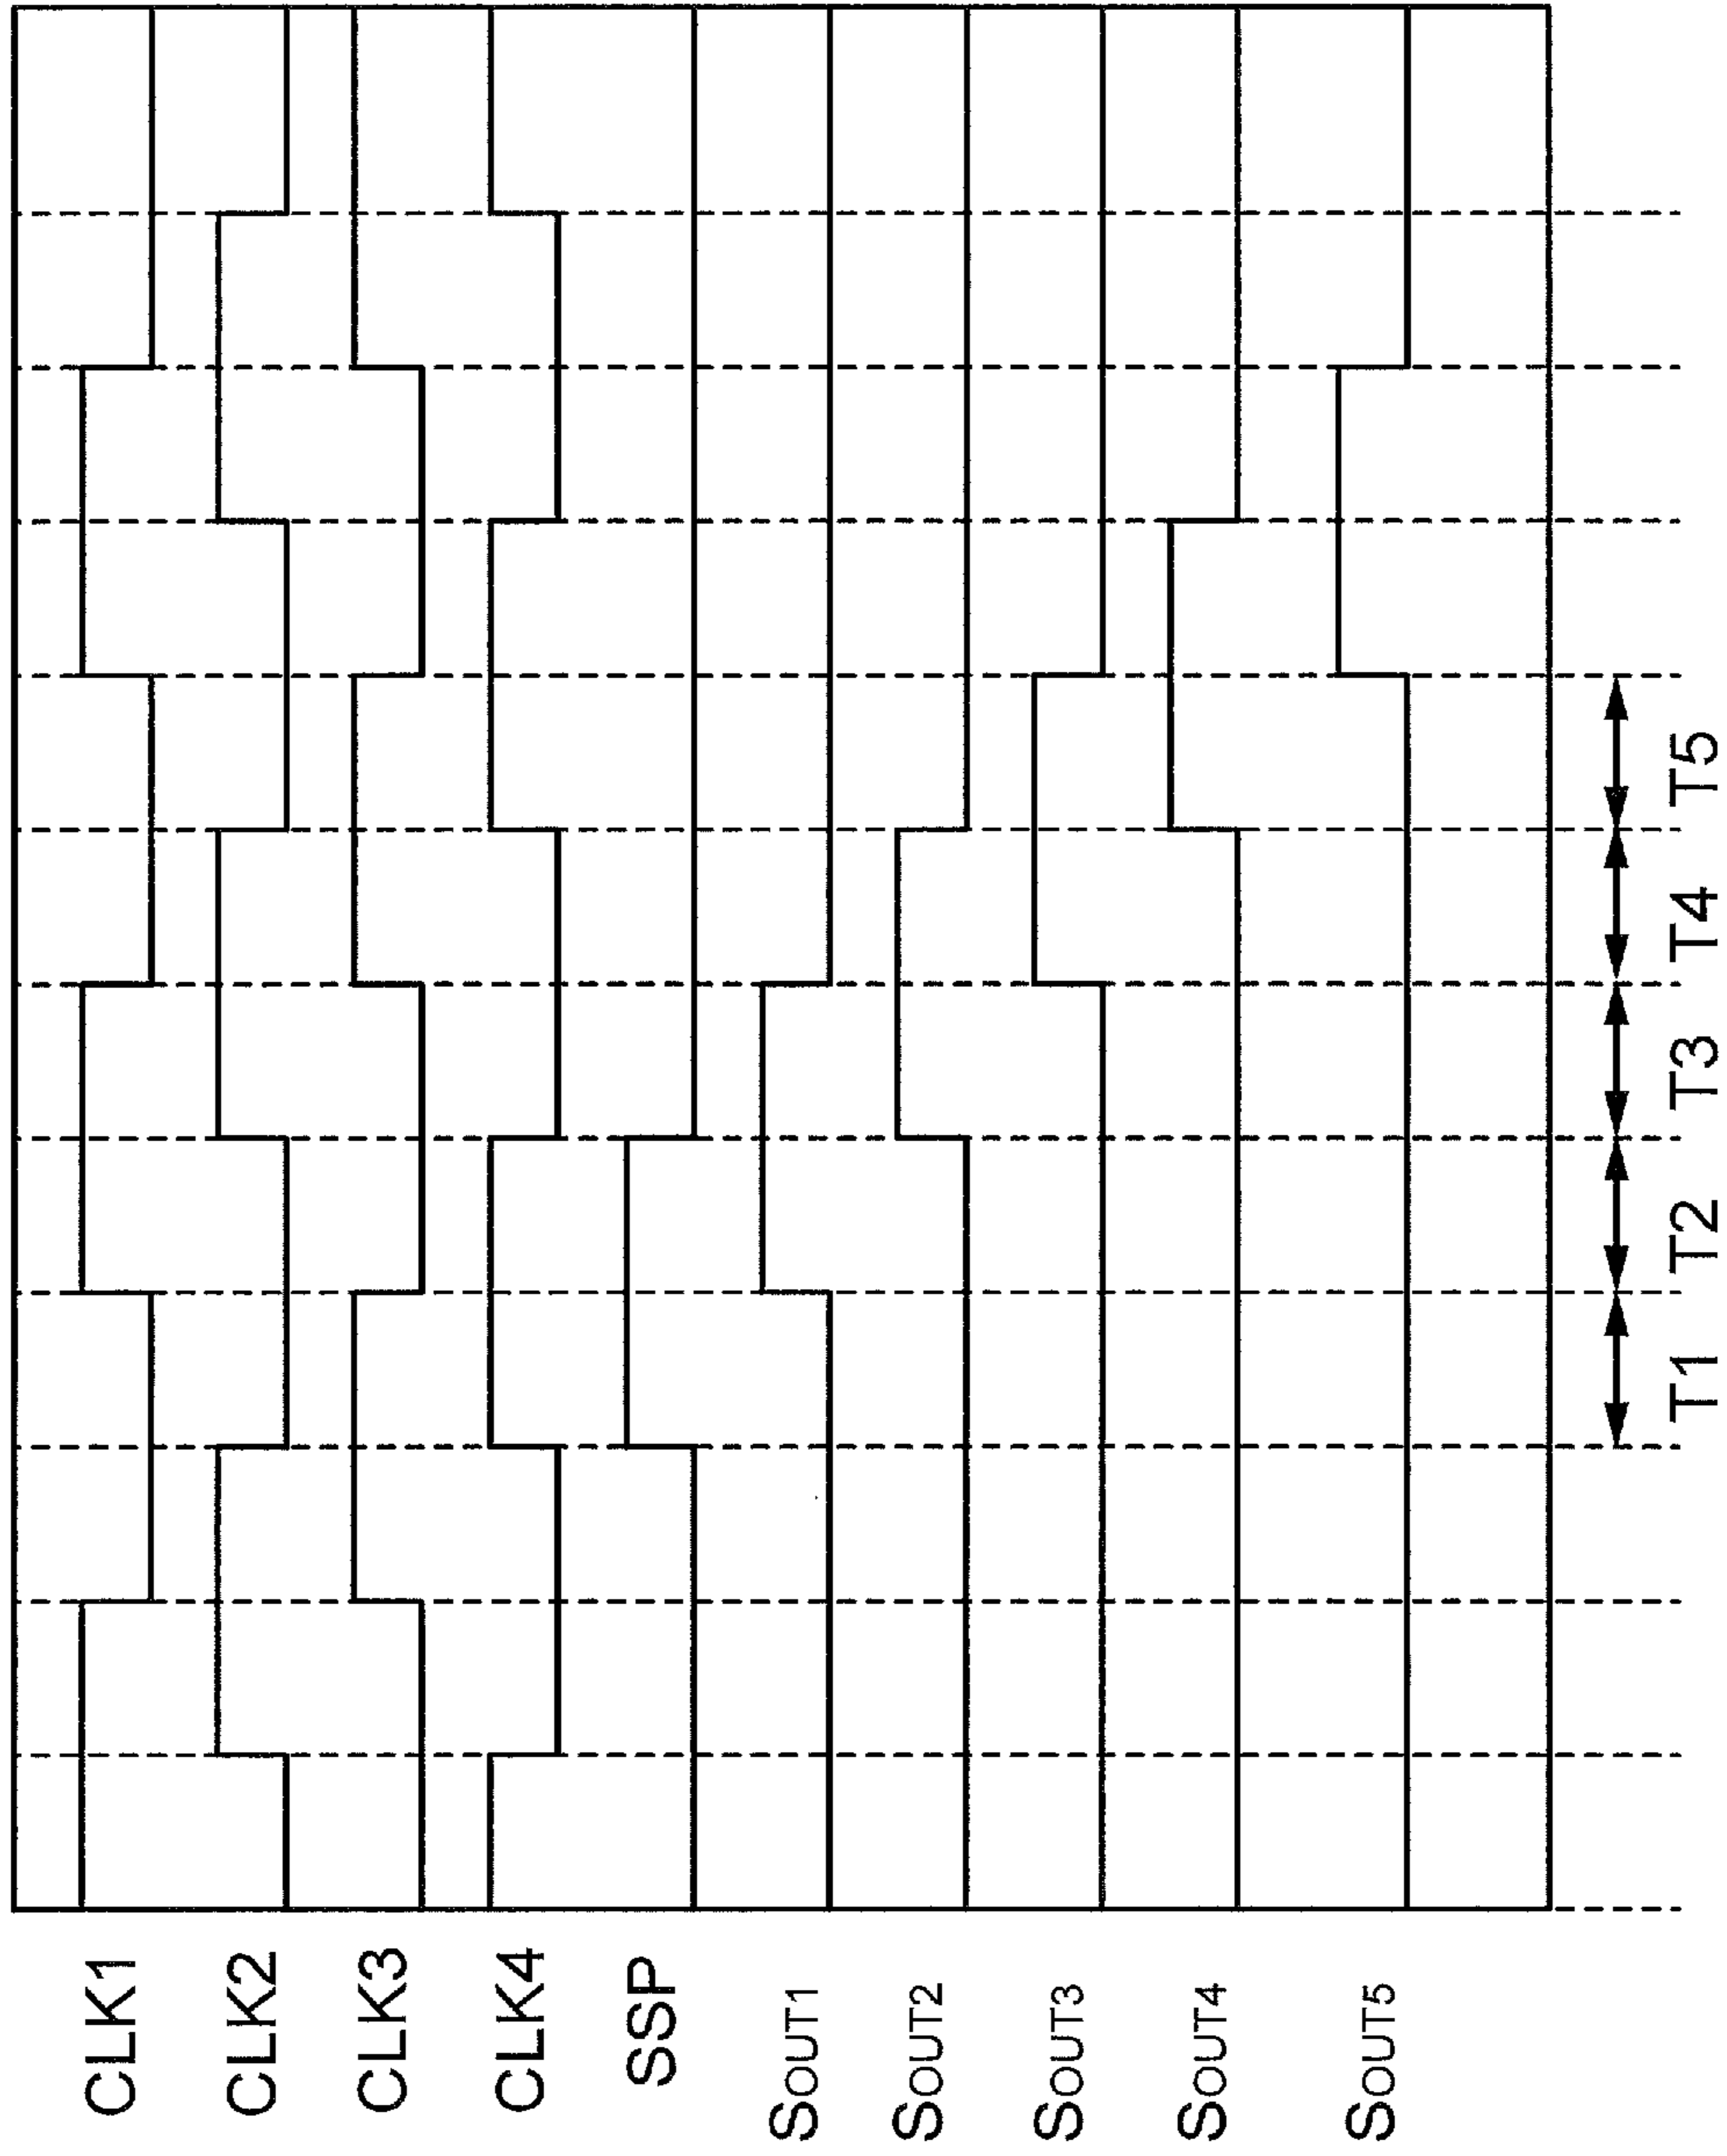 CLK1
CLK2
CLK3
CLK4
SSP
SOUT1
SOUT2
SOUT3
SOUT4
SOUT5
T1 T2 T3 T4 T5